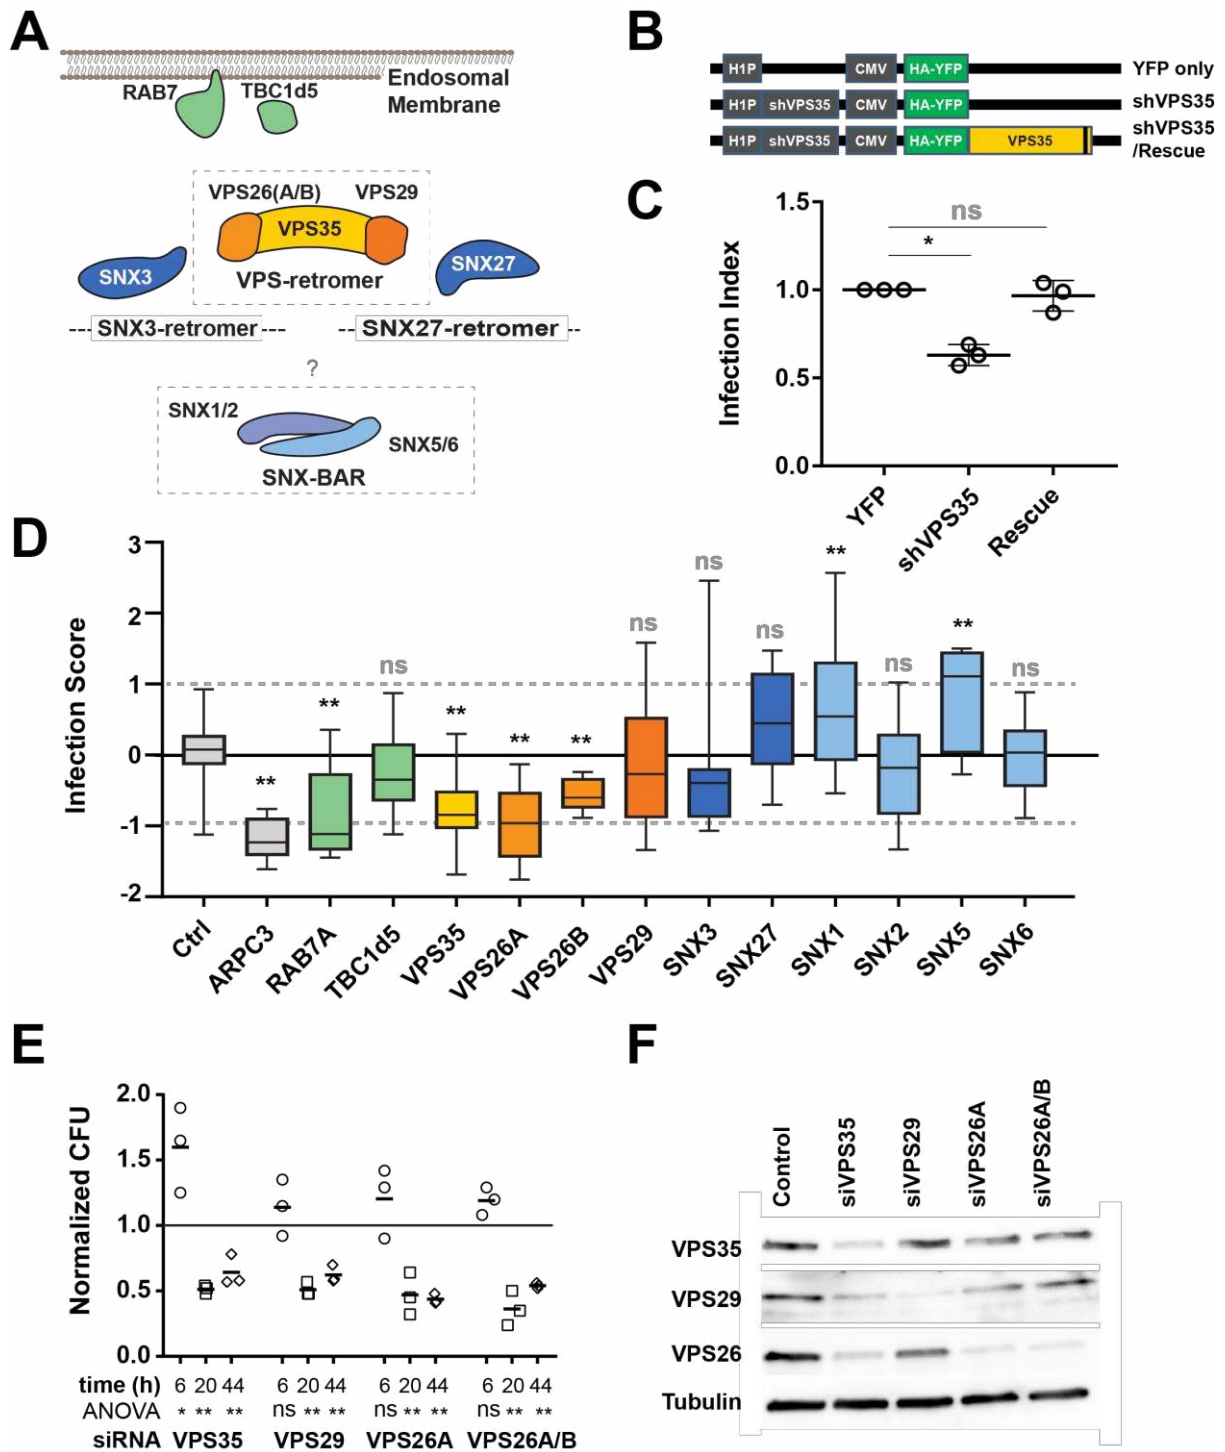 A
RAB7
TBC1d5
Endosomal
Membrane
VPS26(A/B)
VPS29
VPS35
SNX3
VPS-retromer
SNX27
SNX3-retromer
SNX27-retromer
?
SNX1/2
SNX5/6
SNX-BAR
B
H1P CMV HA-YFP YFP only
H1P shVPS35 CMV HA-YFP shVPS35
H1P shVPS35 CMV HA-YFP VPS35 shVPS35
/Rescue
C
Infection Index
1.5
1.0
0.5
0.0
ns
*
YFP
shVPS35
Rescue
D
Infection Score
3
2
1
0
-1
-2
**
**
ns
**
**
**
ns
ns
ns
**
ns
**
ns
Ctrl
ARPC3
RAB7A
TBC1d5
VPS35
VPS26A
VPS26B
VPS29
SNX3
SNX27
SNX1
SNX2
SNX5
SNX6
E
Normalized CFU
2.0
1.5
1.0
0.5
0.0
time (h) 6 20 44 6 20 44 6 20 44 6 20 44
ANOVA * ** ** ns ** ** ns ** ** ns ** **
siRNA VPS35 VPS29 VPS26A VPS26A/B
F
Control
siVPS35
siVPS29
siVPS26A
siVPS26A/B
VPS35
VPS29
VPS26
Tubulin